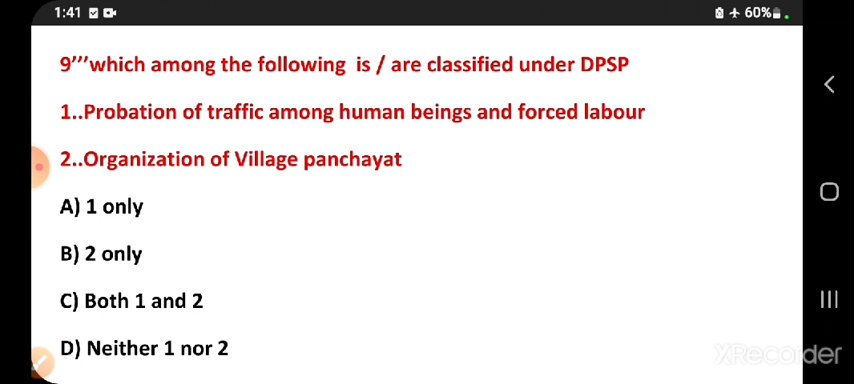 1:41
60%
9’’’which among the following is / are classified under DPSP
1..Probation of traffic among human beings and forced labour
2..Organization of Village panchayat
A) 1 only
B) 2 only
C) Both 1 and 2
D) Neither 1 nor 2
XRecorder